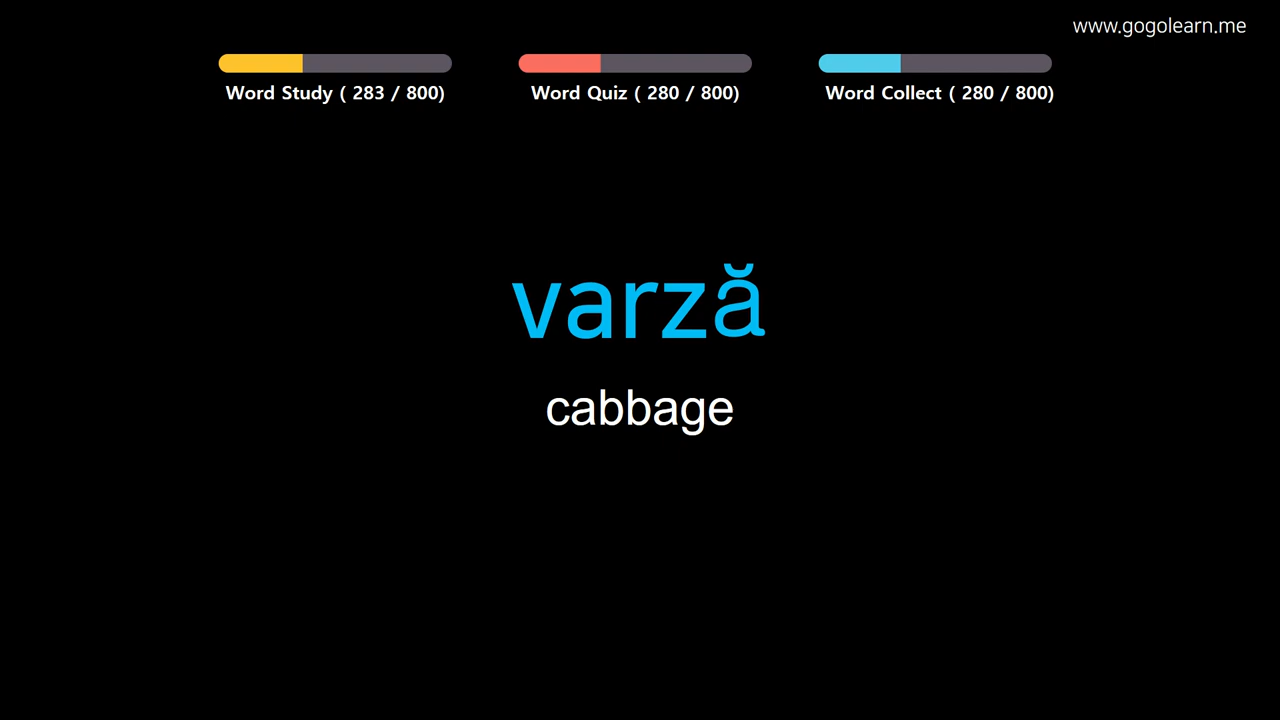 www.gogolearn.me
Word Study ( 283 / 800)
Word Quiz ( 280 / 800)
Word Collect ( 280 / 800)
varză
cabbage